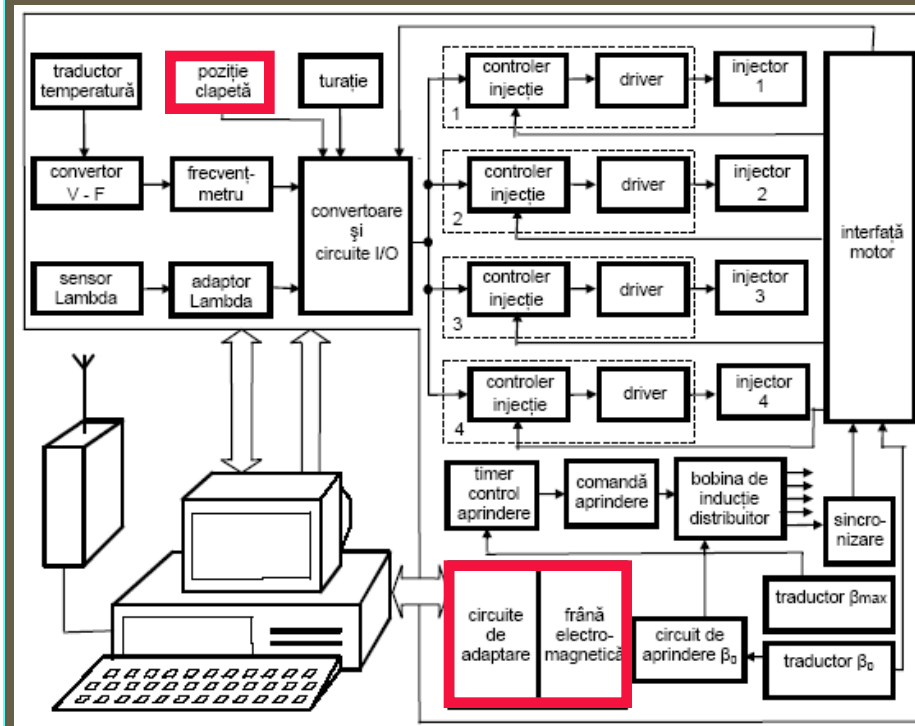 traductor
temperatură
poziție
clapetă
turație
convertor
V - F
frecvenț-
metru
convertoare
şi
circuite I/O
sensor
Lambda
adaptor
Lambda
controler
injecție
driver
injector
1
1
controler
injecție
driver
injector
2
2
controler
injecție
driver
injector
3
3
controler
injecție
driver
injector
4
4
interfață
motor
timer
control
aprindere
comandă
aprindere
bobina de
inducție
distribuitor
sincro-
nizare
traductor βmax
circuite
de
adaptare
frână
electro-
magnetică
circuit de
aprindere β₀
traductor β₀